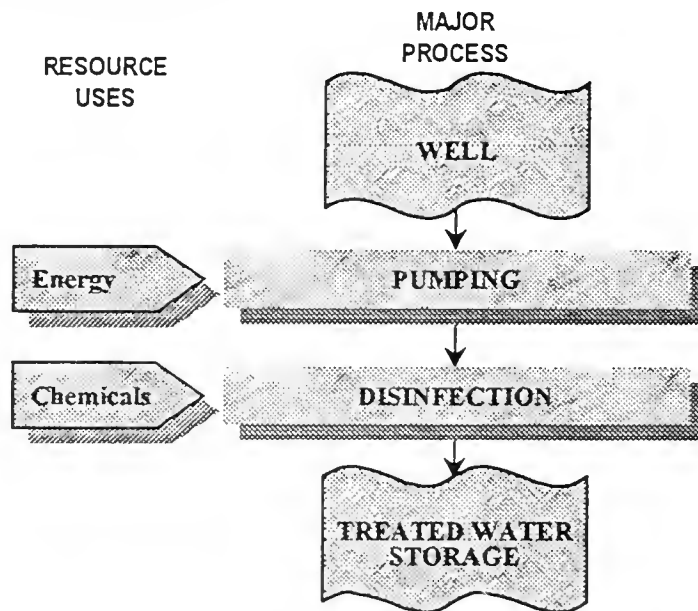 RESOURCE
USES
MAJOR
PROCESS
WELL
Energy
PUMPING
Chemicals
DISINFECTION
TREATED WATER
STORAGE